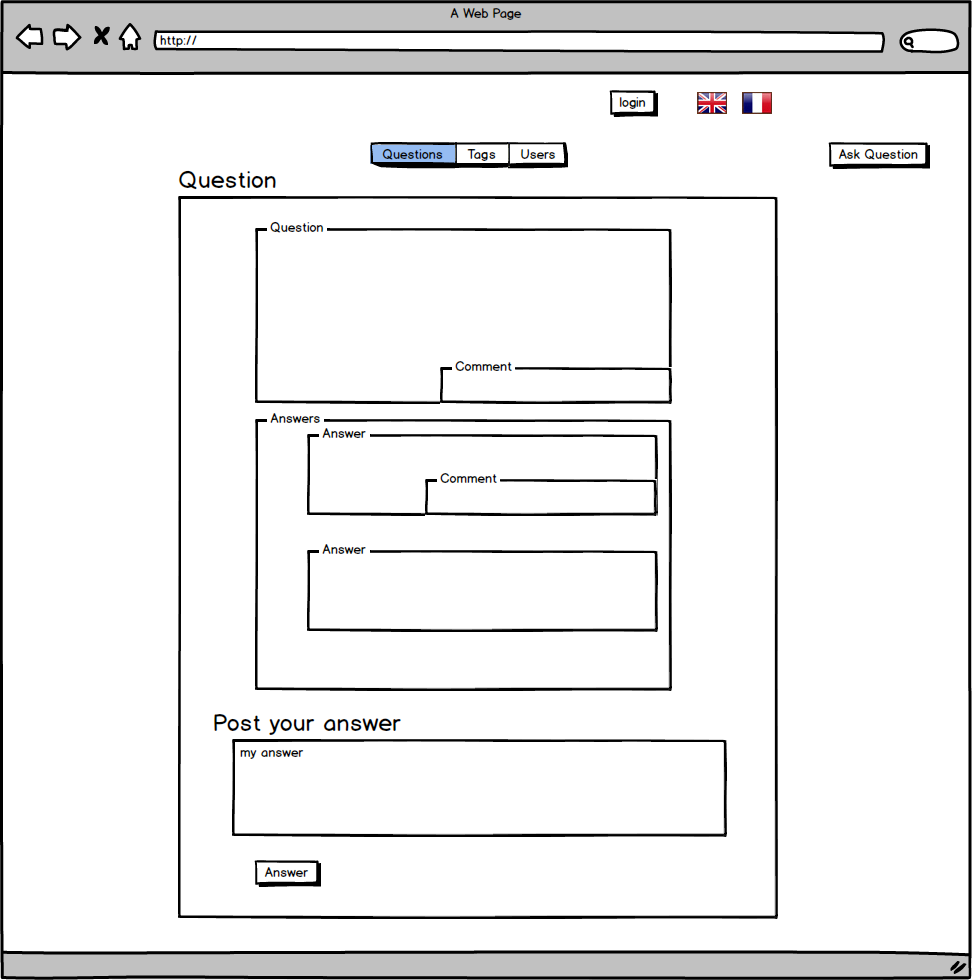 A Web Page
http://
login
Questions Tags Users
Ask Question
Question
Question
Comment
Answers
Answer
Comment
Answer
Post your answer
my answer
Answer